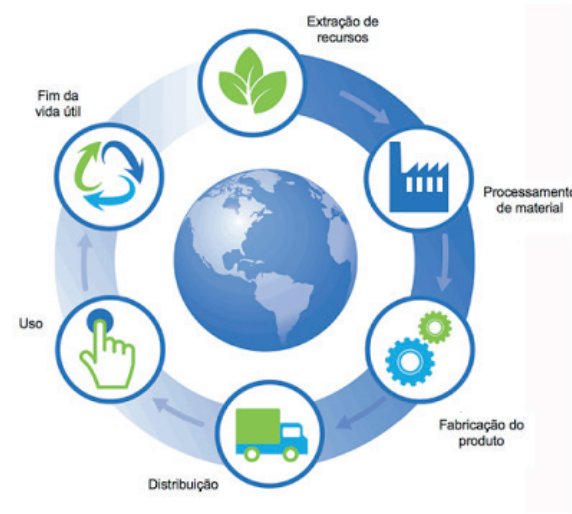 Extração de
recursos
Processamento
de material
Fabricação do
produto
Distribuição
Uso
Fim da
vida útil